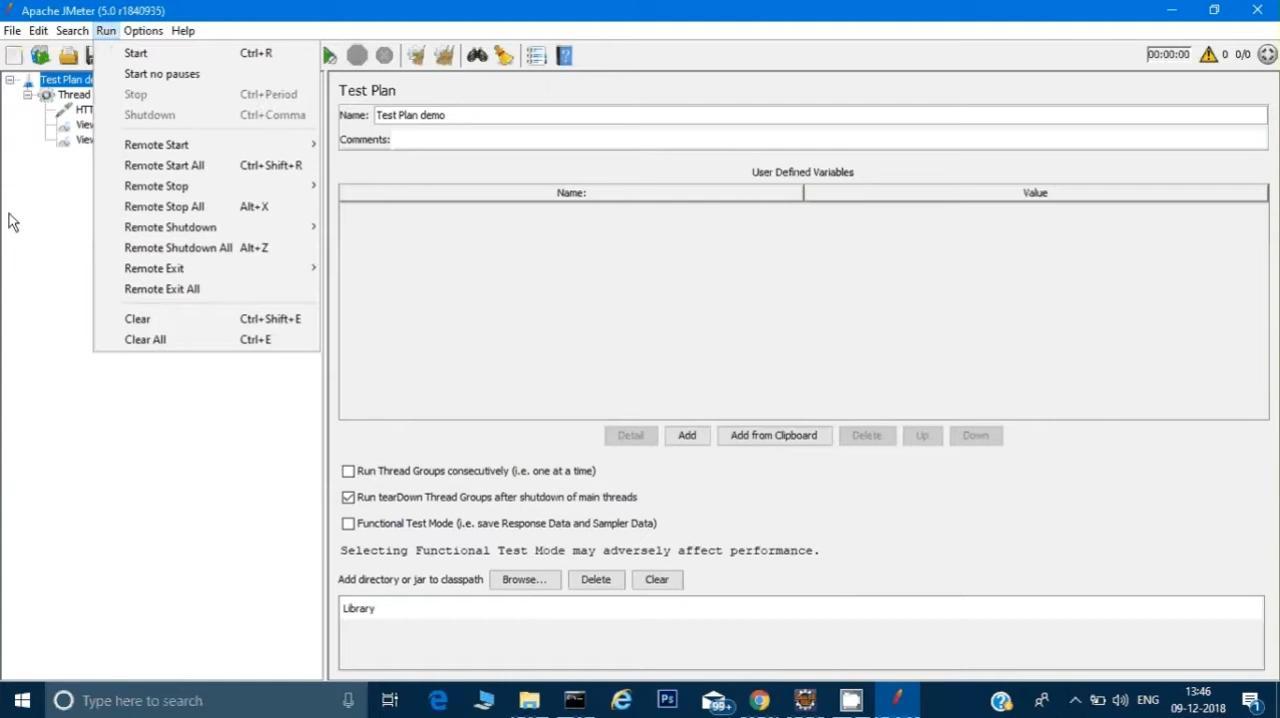 Apache JMeter (5.0 r1840935)
File Edit Search Run Options Help
00:00:00 0 0/0
Test Plan de
Thread
HTT
View
View
Start Ctrl+R
Start no pauses
Stop Ctrl+Period
Shutdown Ctrl+Comma
Remote Start
Remote Start All Ctrl+Shift+R
Remote Stop
Remote Stop All Alt+X
Remote Shutdown
Remote Shutdown All Alt+Z
Remote Exit
Remote Exit All
Clear Ctrl+Shift+E
Clear All Ctrl+E
Test Plan
Name: Test Plan demo
Comments:
User Defined Variables
Name: Value
Detail Add Add from Clipboard Delete Up Down
Run Thread Groups consecutively (i.e. one at a time)
Run tearDown Thread Groups after shutdown of main threads
Functional Test Mode (i.e. save Response Data and Sampler Data)
Selecting Functional Test Mode may adversely affect performance.
Add directory or jar to classpath Browse... Delete Clear
Library
Type here to search
Ps
99+
ENG
13:46
09-12-2018
1